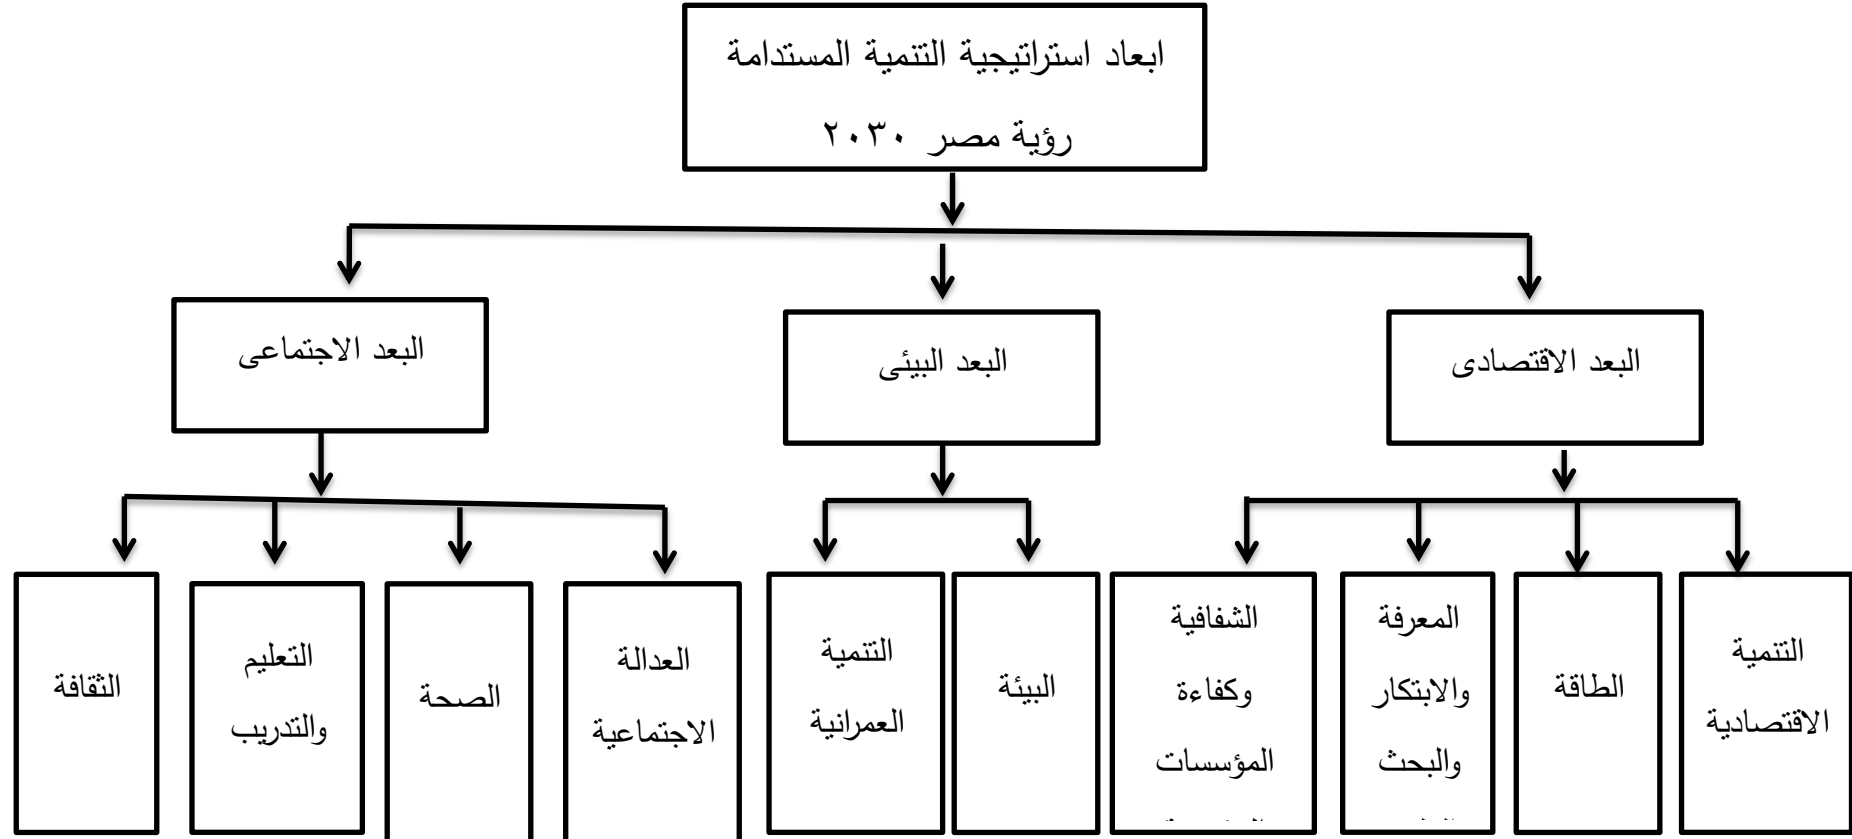 ابعاد استراتيجية التنمية المستدامة
رؤية مصر ٢٠٣٠
البعد الاقتصادى
البعد البيئى
البعد الاجتماعى
التنمية
الاقتصادية
الطاقة
المعرفة
والابتكار
والبحث
الشفافية
وكفاءة
المؤسسات
البيئة
التنمية
العمرانية
العدالة
الاجتماعية
الصحة
التعليم
والتدريب
الثقافة